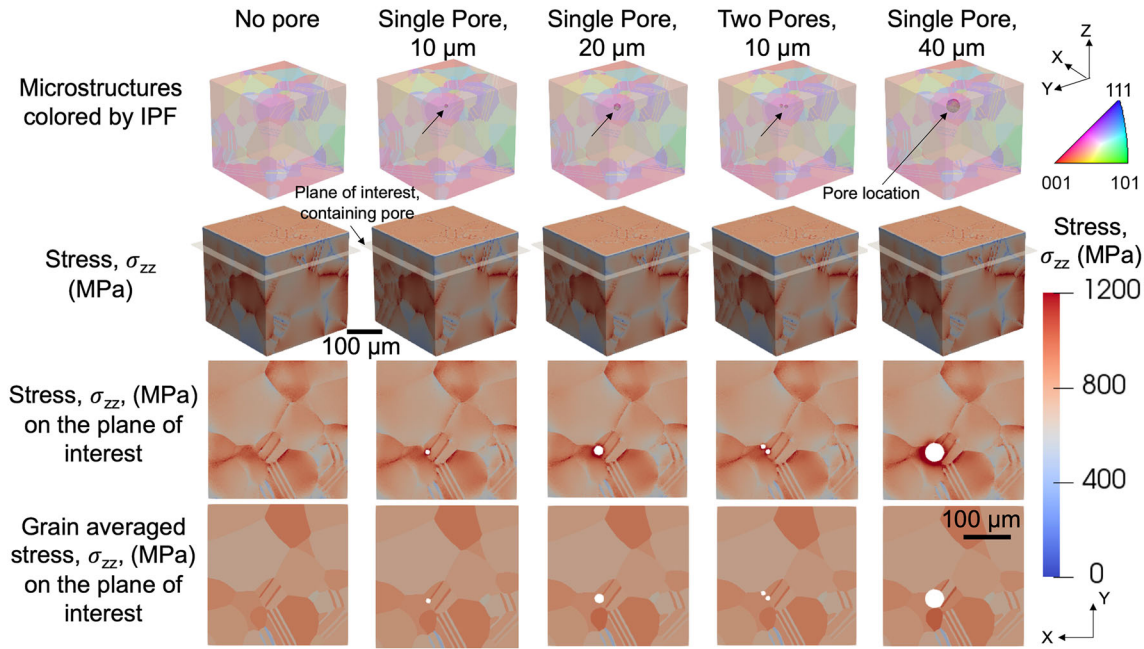 No pore
Single Pore,
10 μm
Single Pore,
20 μm
Two Pores,
10 μm
Single Pore,
40 μm
Microstructures
colored by IPF
Z
X
Y
111
001
101
Pore location
Plane of interest,
containing pore
Stress, σzz
(MPa)
100 μm
Stress,
σzz (MPa)
1200
800
400
0
Stress, σzz, (MPa)
on the plane of
interest
Grain averaged
stress, σzz, (MPa)
on the plane of
interest
100 μm
Y
X